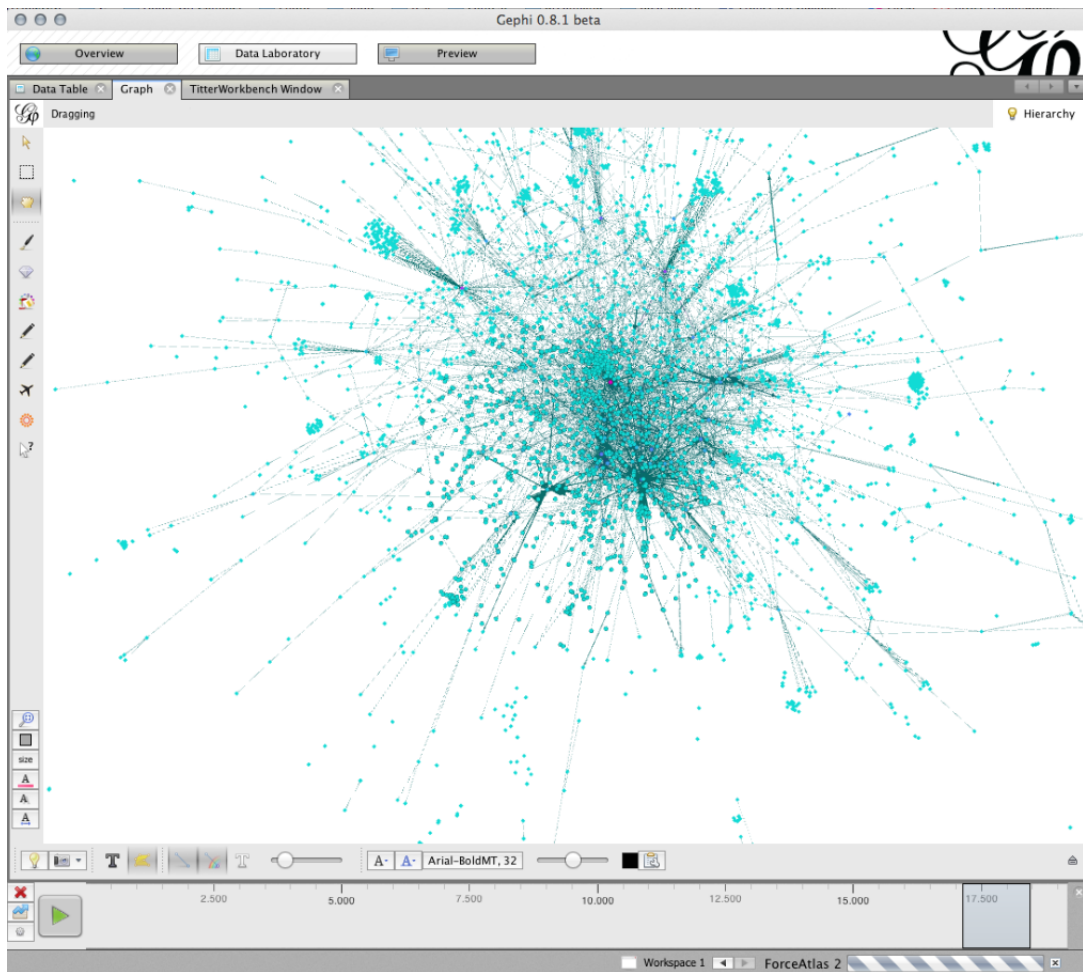 Gephi 0.8.1 beta
Overview
Data Laboratory
Preview
Data Table
Graph
TitterWorkbench Window
Dragging
Hierarchy
size
A
A
A
T
T
A
A
Arial-BoldMT, 32
2.500
5.000
7.500
10.000
12.500
15.000
17.500
Workspace 1
ForceAtlas 2